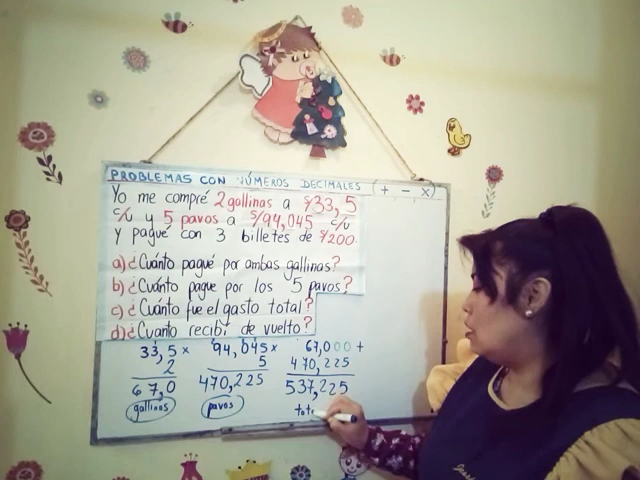 PROBLEMAS CON NÚMEROS DECIMALES (+ - x)
Yo me compré 2 gallinas a $33,5
c/u y 5 pavos a $/94,045 c/u
y pagué con 3 billetes de $200.
a) ¿Cuánto pagué por ambas gallinas?
b) ¿Cuánto pague por los 5 pavos?
c) ¿Cuánto fue el gasto total?
d) ¿Cuanto recibí de vuelto?
33,5 x 94,045 x 67,000 +
2 5 470,225
67,0 470,225 537,225
gallinas pavos tot